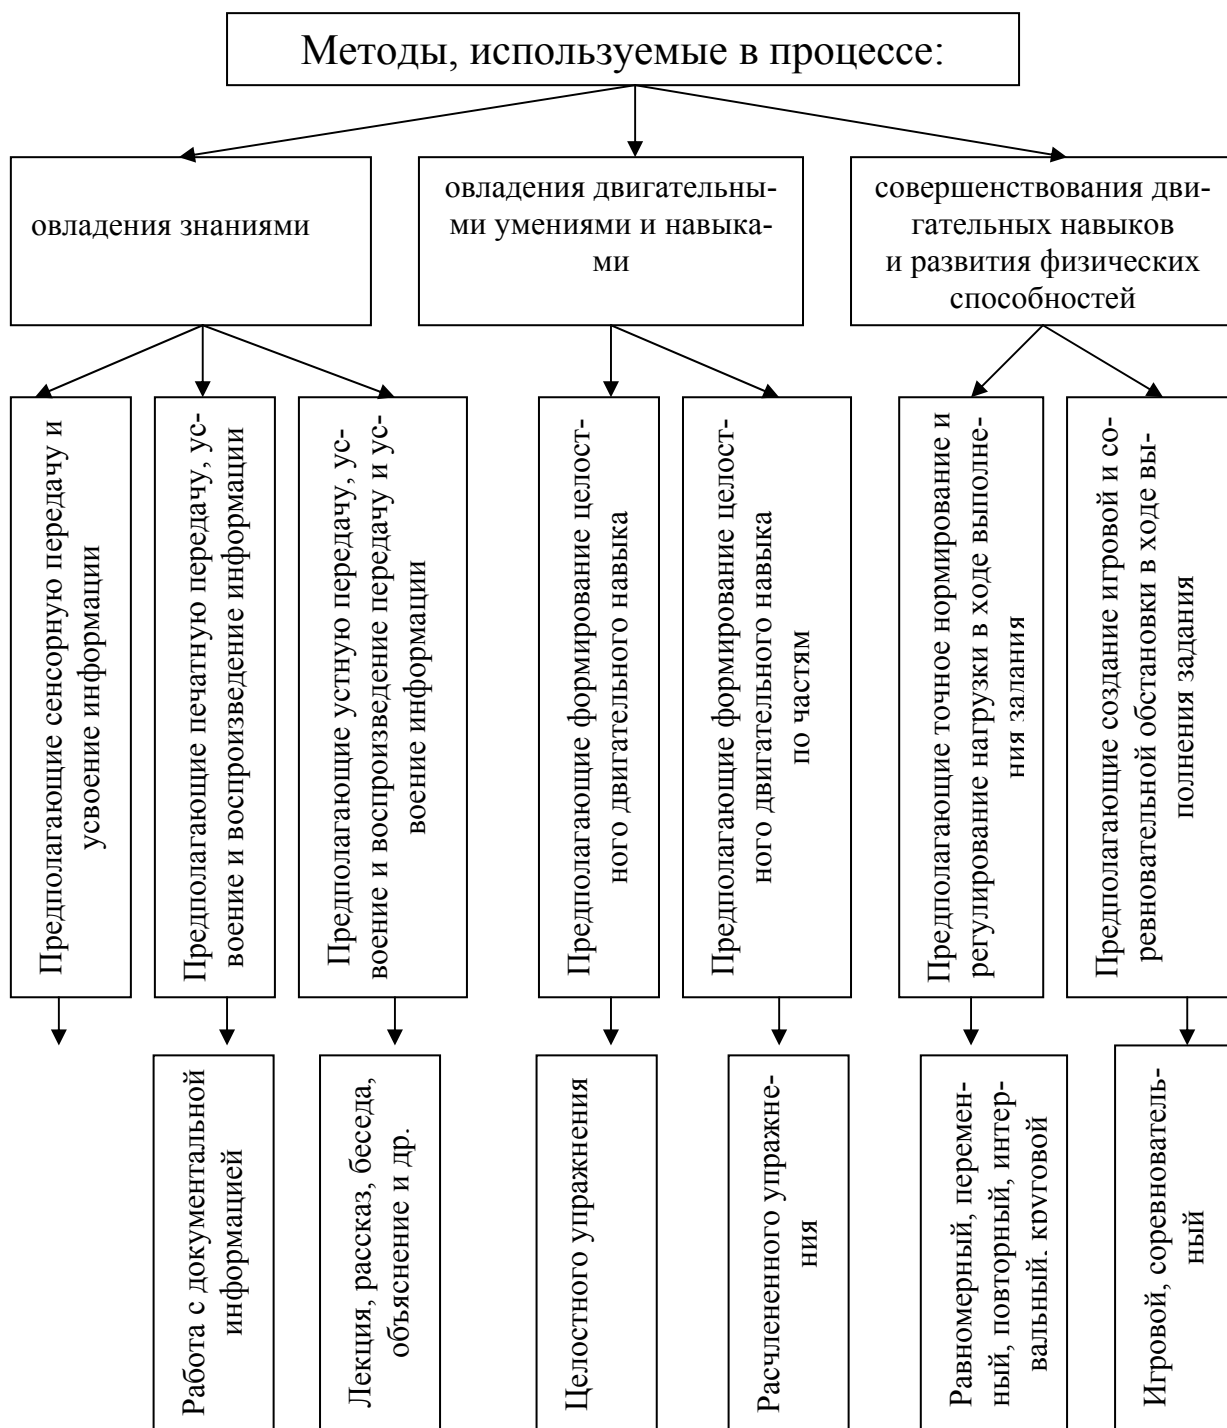 Методы, используемые в процессе:
овладения знаниями
овладения двигательны-
ми умениями и навыка-
ми
совершенствования дви-
гательных навыков
и развития физических
способностей
Предполагающие сенсорную передачу и
усвоение информации
Предполагающие печатную передачу, ус-
воение и воспроизведение информации
Предполагающие устную передачу, ус-
воение и воспроизведение передачу и ус-
воение информации
Предполагающие формирование целост-
ного двигательного навыка
Предполагающие формирование целост-
ного двигательного навыка
по частям
Предполагающие точное нормирование и
регулирование нагрузки в ходе выполне-
ния задания
Предполагающие создание игровой и со-
ревновательной обстановки в ходе вы-
полнения задания
Работа с документальной
информацией
Лекция, рассказ, беседа,
объяснение и др.
Целостного упражнения
Расчлененного упражне-
ния
Равномерный, перемен-
ный, повторный, интер-
вальный, круговой
Игровой, соревнователь-
ный